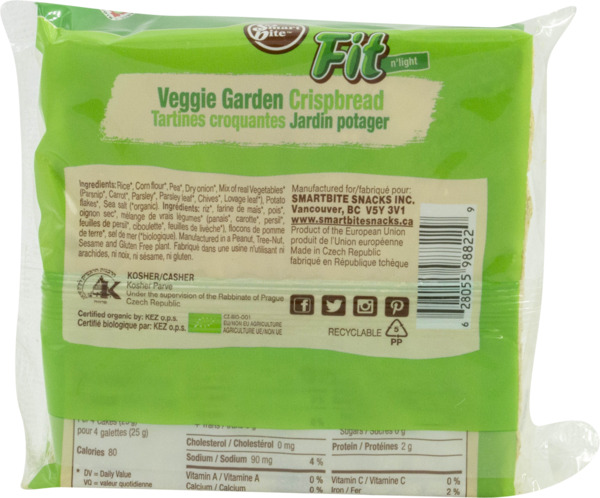 Smart
Bite™
Fit
n'light
Veggie Garden Crispbread
Tartines croquantes Jardin potager
Ingredients: Rice*, Corn flour*, Pea*, Dry onion*, Mix of real Vegetables*
(Parsnip*, Carrot*, Parsley*, Parsley leaf*, Chives*, Lovage leaf*), Potato
flakes*, Sea salt (*organic). Ingredients: riz*, farine de maïs*, pois*,
oignon sec*, mélange de vrais légumes* (panais*, carotte*, persil*,
feuilles de persil*, ciboulette*, feuilles de livèche*), flocons de pomme
de terre*, sel de mer (*biologique). Manufactured in a Peanut, Tree-Nut,
Sesame and Gluten Free plant. Fabriqué dans une usine n'utilisant ni
arachides, ni noix, ni sésame, ni gluten.
KOSHER/CASHER
Kosher Parve
Under the supervision of the Rabbinate of Prague
Czech Republic
Certified organic by: KEZ o.p.s.
Certifié biologique par: KEZ o.p.s.
CZ-BIO-001
EU/NON EU AGRICULTURE
AGRICULTURE UE/NON UE
Manufactured for/fabriqué pour:
SMARTBITE SNACKS INC.
Vancouver, BC V5Y 3V1
www.smartbitesnacks.ca
Product of the European Union
produit de l'Union européenne
Made in Czech Republic
fabriqué en République tchèque
6 28055 98822 9
RECYCLABLE
5
PP
pour 4 galettes (25 g)
Calories 80
* DV = Daily Value
VQ = valeur quotidienne
Cholesterol / Cholestérol 0 mg
Sodium / Sodium 90 mg 4 %
Vitamin A / Vitamine A 0 %
Calcium / Calcium 0 %
Sugars / Sucres 0 g
Protein / Protéines 2 g
Vitamin C / Vitamine C 0 %
Iron / Fer 2 %